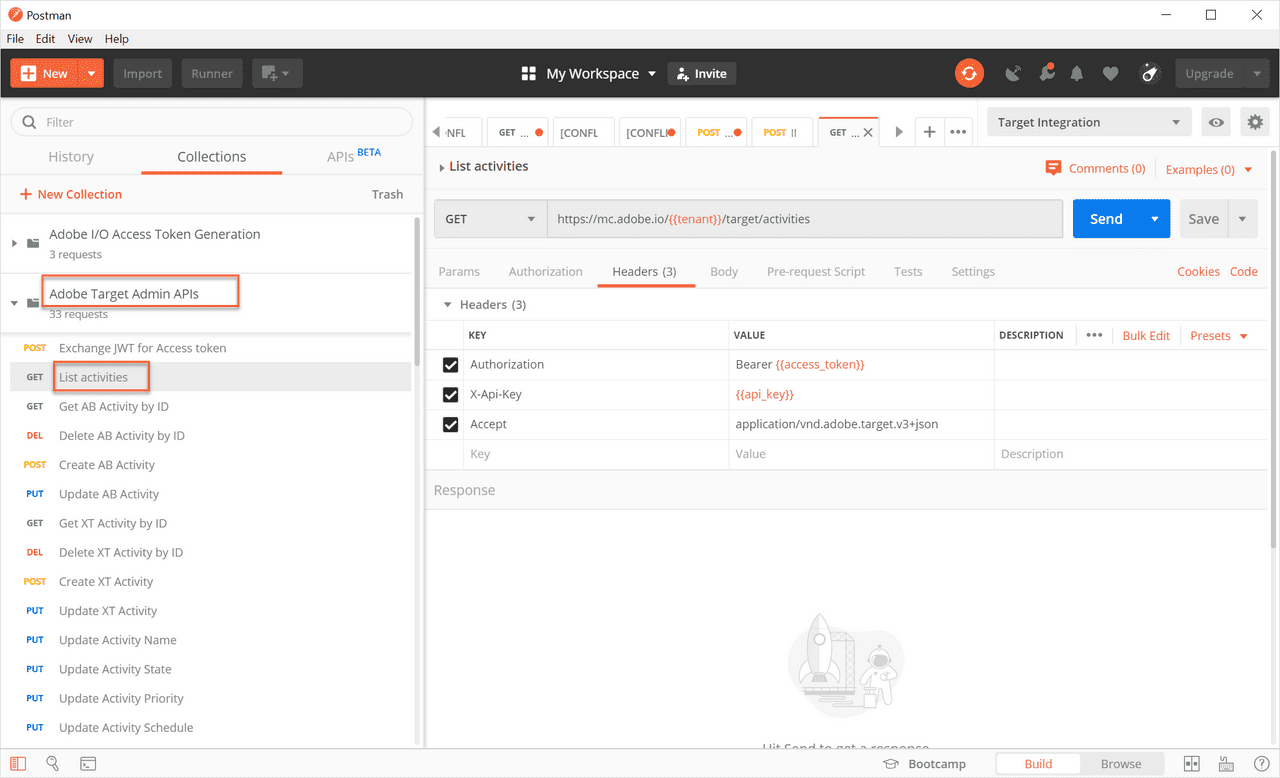 Postman
File Edit View Help
New Import Runner My Workspace Invite Upgrade
Filter
History Collections APIs BETA
New Collection Trash
Adobe I/O Access Token Generation
3 requests
Adobe Target Admin APIs
33 requests
POST Exchange JWT for Access token
GET List activities
GET Get AB Activity by ID
DEL Delete AB Activity by ID
POST Create AB Activity
PUT Update AB Activity
GET Get XT Activity by ID
DEL Delete XT Activity by ID
POST Create XT Activity
PUT Update XT Activity
PUT Update Activity Name
PUT Update Activity State
PUT Update Activity Priority
PUT Update Activity Schedule
GET ... [CONFL [CONFLI POST ... POST GET ... Target Integration
List activities Comments (0) Examples (0)
GET https://mc.adobe.io/{{tenant}}/target/activities Send Save
Params Authorization Headers (3) Body Pre-request Script Tests Settings Cookies Code
Headers (3)
KEY VALUE DESCRIPTION Bulk Edit Presets
Authorization Bearer {{access_token}}
X-Api-Key {{api_key}}
Accept application/vnd.adobe.target.v3+json
Key Value Description
Response
Hit Send to get a response
Bootcamp Build Browse